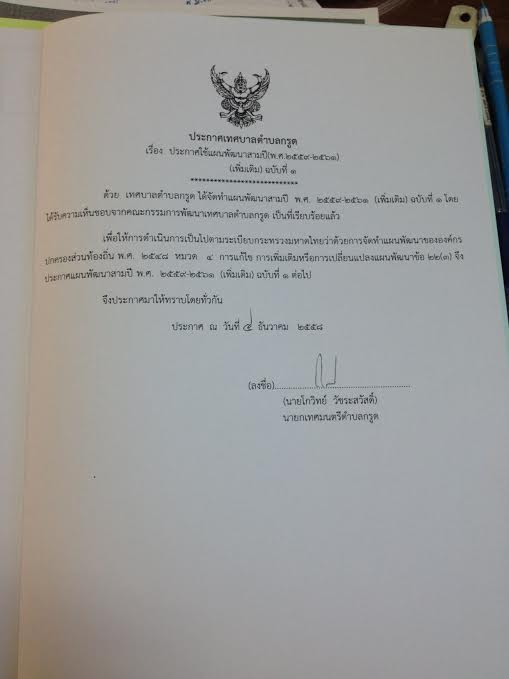 ประกาศเทศบาลตำบลกรูด
เรื่อง ประกาศใช้แผนพัฒนาสามปี(พ.ศ.๒๕๕๙-๒๕๖๑)
(เพิ่มเติม) ฉบับที่ ๑
****************************
ด้วย เทศบาลตำบลกรูด ได้จัดทำแผนพัฒนาสามปี พ.ศ. ๒๕๕๙-๒๕๖๑ (เพิ่มเติม) ฉบับที่ ๑ โดย
ได้รับความเห็นชอบจากคณะกรรมการพัฒนาเทศบาลตำบลกรูด เป็นที่เรียบร้อยแล้ว
เพื่อให้การดำเนินการเป็นไปตามระเบียบกระทรวงมหาดไทยว่าด้วยการจัดทำแผนพัฒนาขององค์กร
ปกครองส่วนท้องถิ่น พ.ศ. ๒๕๔๘ หมวด ๔ การแก้ไข การเพิ่มเติมหรือการเปลี่ยนแปลงแผนพัฒนาข้อ ๒๒(๓) จึง
ประกาศแผนพัฒนาสามปี พ.ศ. ๒๕๕๙-๒๕๖๑ (เพิ่มเติม) ฉบับที่ ๑ ต่อไป
จึงประกาศมาให้ทราบโดยทั่วกัน
ประกาศ ณ วันที่ ๔ ธันวาคม ๒๕๕๘
(ลงชื่อ)
(นายโกวิทย์ วัชระสวัสดิ์)
นายกเทศมนตรีตำบลกรูด